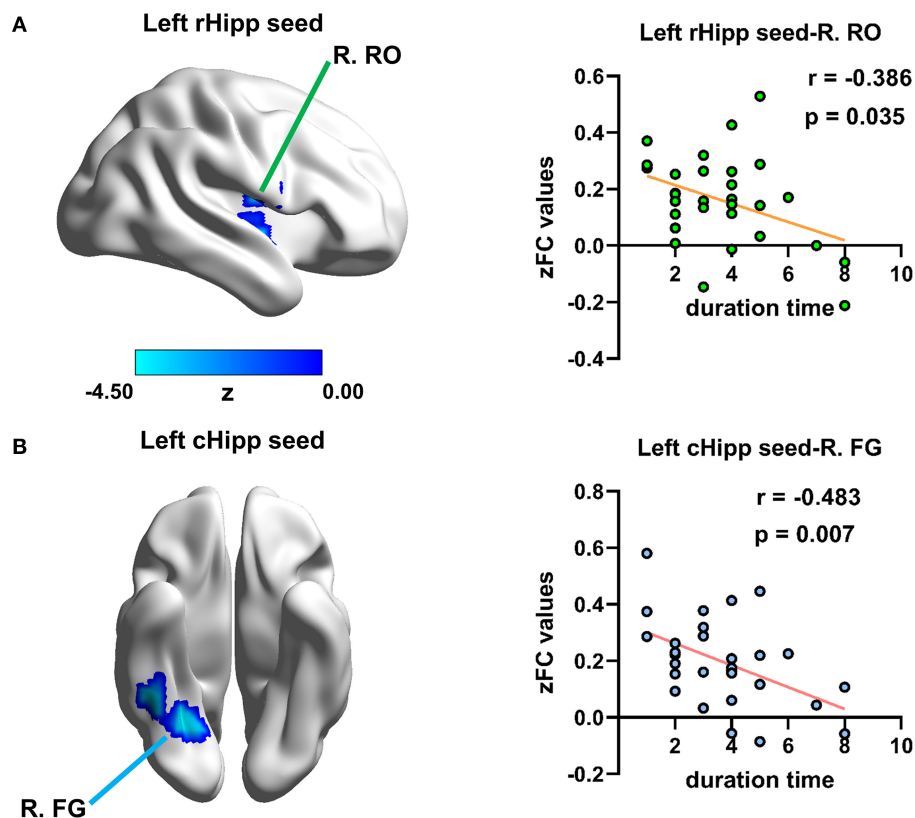 A
Left rHipp seed
R. RO
-4.50 z 0.00
Left rHipp seed-R. RO
r = -0.386
p = 0.035
zFC values
0.6
0.4
0.2
0.0
-0.2
-0.4
2 4 6 8 10
duration time
B
Left cHipp seed
R. FG
Left cHipp seed-R. FG
r = -0.483
p = 0.007
zFC values
0.8
0.6
0.4
0.2
0.0
-0.2
2 4 6 8 10
duration time